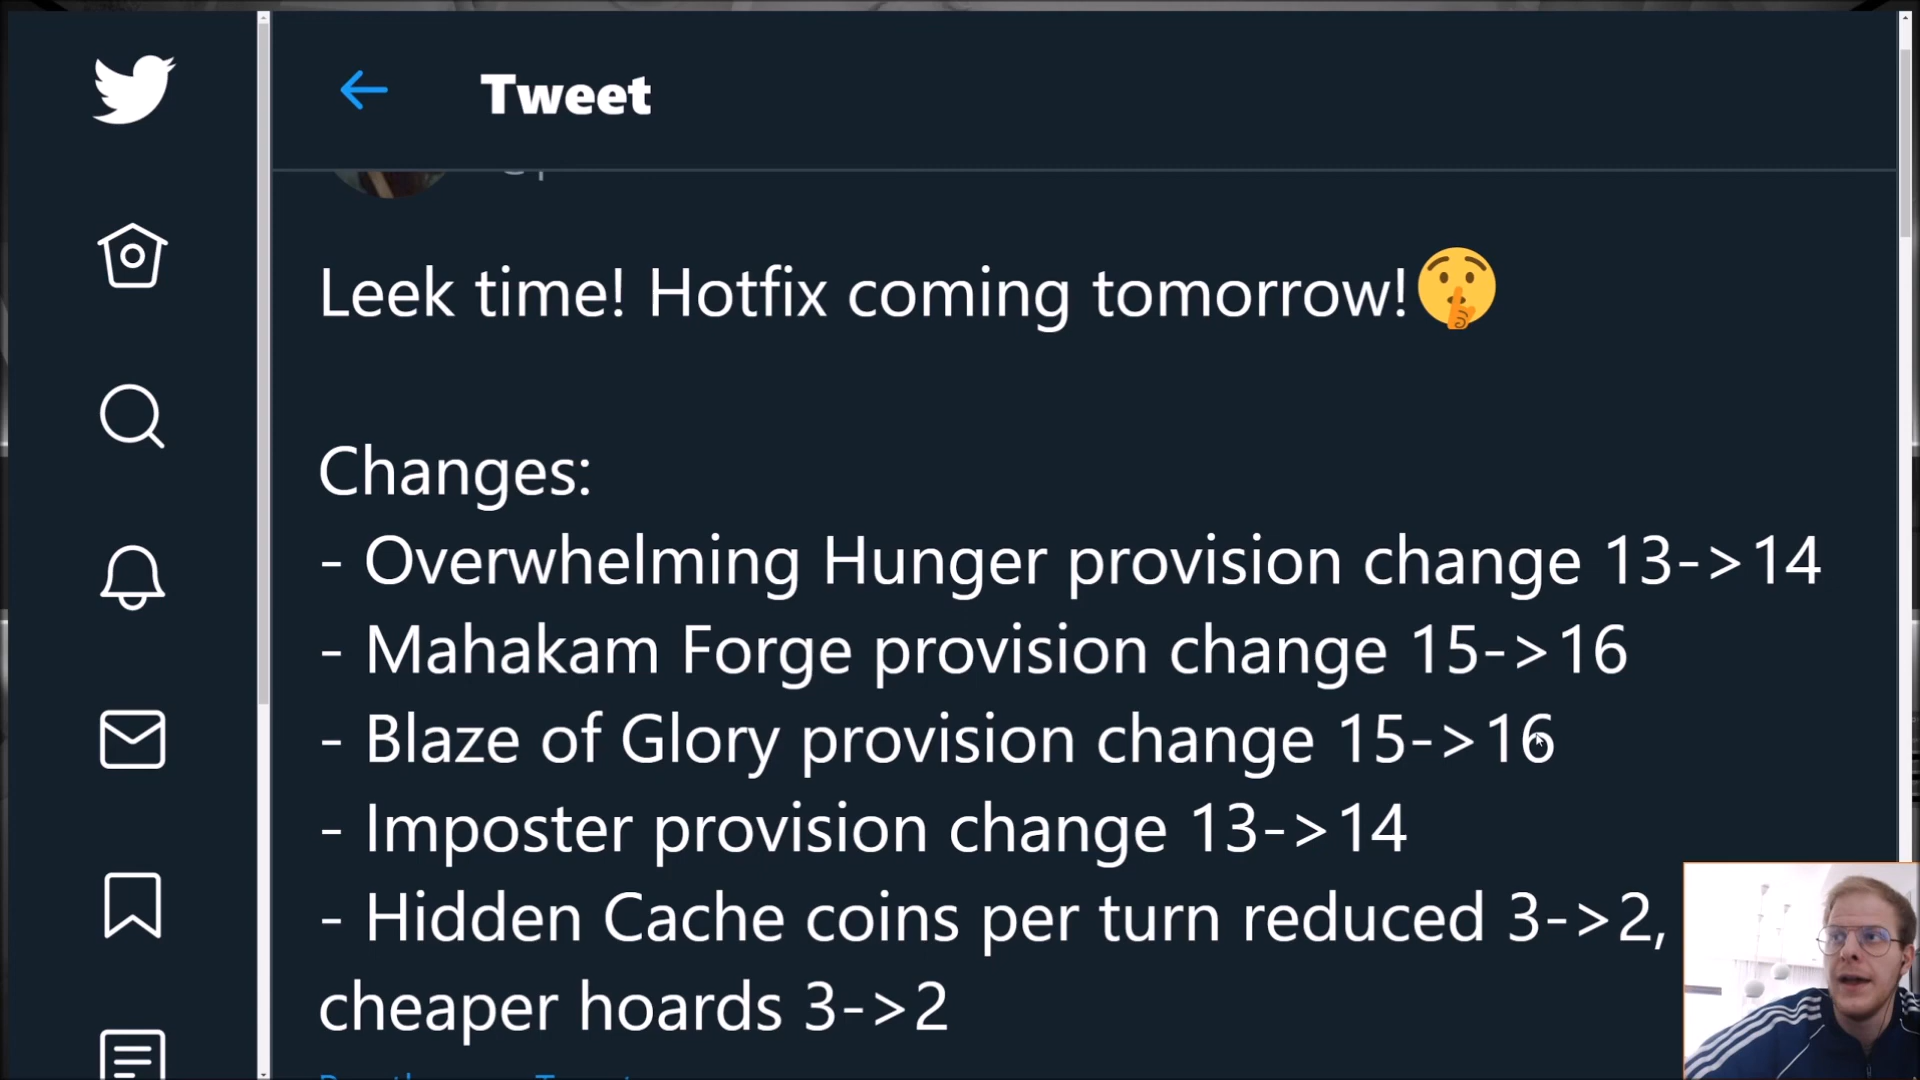 Tweet
Leek time! Hotfix coming tomorrow!
Changes:
- Overwhelming Hunger provision change 13->14
- Mahakam Forge provision change 15->16
- Blaze of Glory provision change 15->16
- Imposter provision change 13->14
- Hidden Cache coins per turn reduced 3->2,
cheaper hoards 3->2